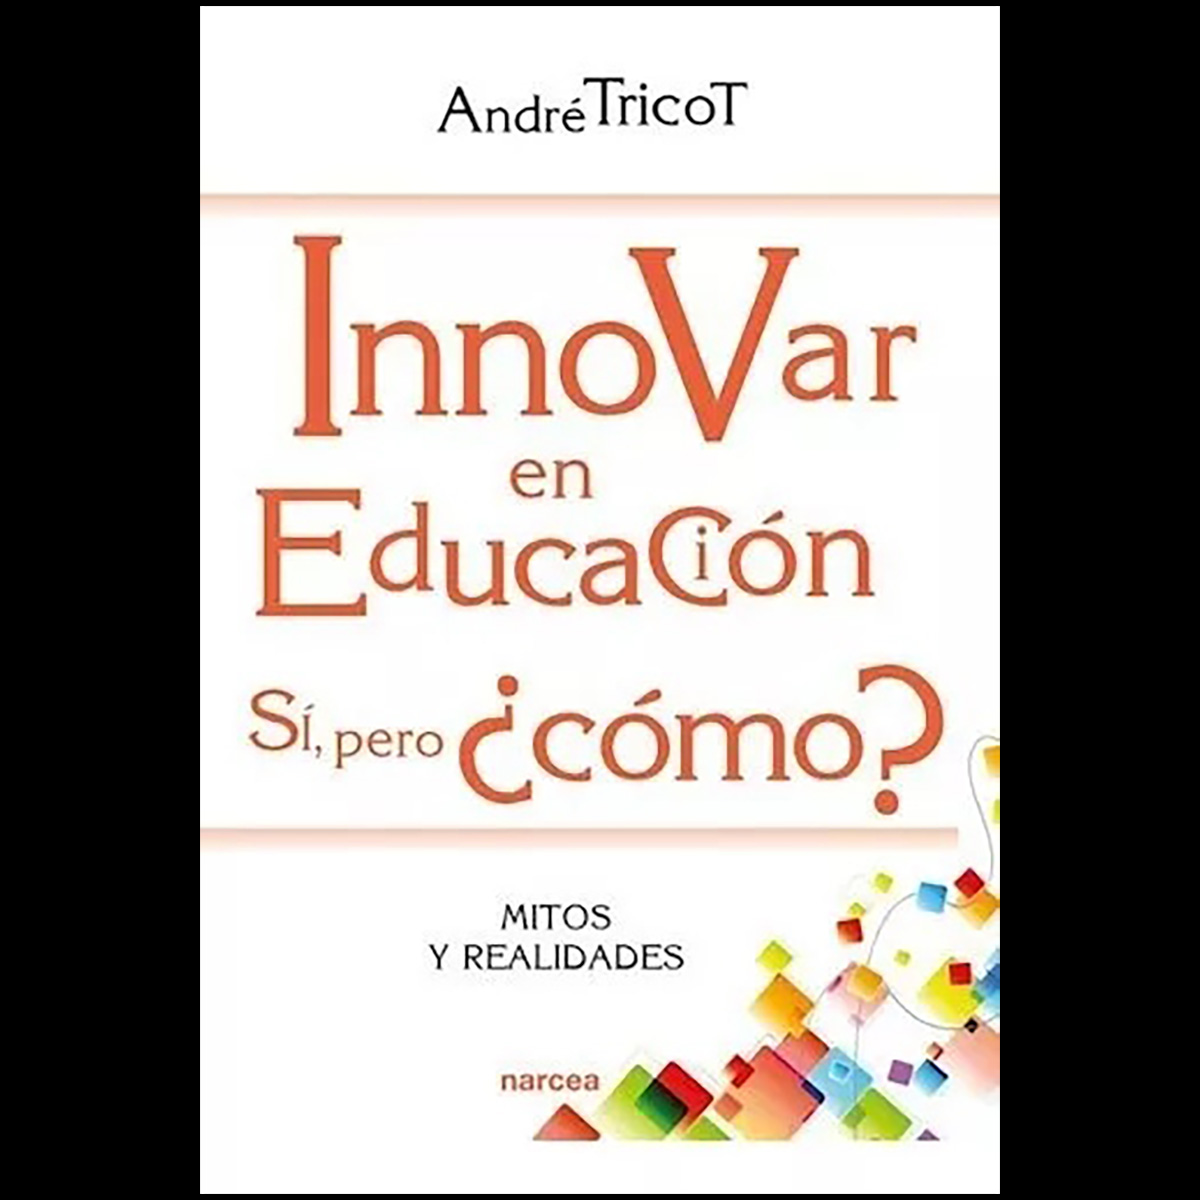 André Tricot
InnoVar
en
EducaCión
Sí, pero ¿cómo?
MITOS
Y REALIDADES
narcea